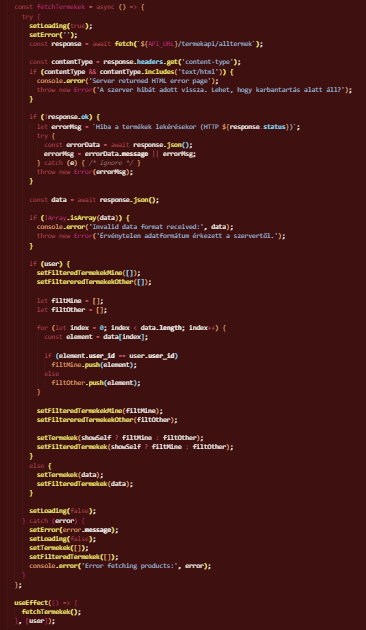 const fetchTermekek = async () => {
try {
setLoading(true);
setError('');
const response = await fetch(`${API_URL}/termekapi/alltermek`);
const contentType = response.headers.get('content-type');
if (contentType && contentType.includes('text/html')) {
console.error('Server returned HTML error page');
throw new Error('A szerver hibát adott vissza. Lehet, hogy karbantartás alatt áll?');
}
if (!response.ok) {
let errorMsg = `Hiba a termékek lekérésekor (HTTP ${response.status})`;
try {
const errorData = await response.json();
errorMsg = errorData.message || errorMsg;
} catch (e) { /* ignore */ }
throw new Error(errorMsg);
}
const data = await response.json();
if (!Array.isArray(data)) {
console.error('Invalid data format received:', data);
throw new Error('Érvénytelen adatformátum érkezett a szervertől.');
}
if (user) {
setFilteredTermekekMine([]);
setFilteredTermekekOther([]);
let filtMine = [];
let filtOther = [];
for (let index = 0; index < data.length; index++) {
const element = data[index];
if (element.user_id == user.user_id)
filtMine.push(element);
else
filtOther.push(element);
}
setFilteredTermekekMine(filtMine);
setFilteredTermekekOther(filtOther);
setTermekek(showSelf ? filtMine : filtOther);
setFilteredTermekek(showSelf ? filtMine : filtOther);
}
else {
setTermekek(data);
setFilteredTermekek(data);
}
setLoading(false);
} catch (error) {
setError(error.message);
setLoading(false);
setTermekek([]);
setFilteredTermekek([]);
console.error('Error fetching products:', error);
}
};
useEffect(() => {
fetchTermekek();
}, [user]);